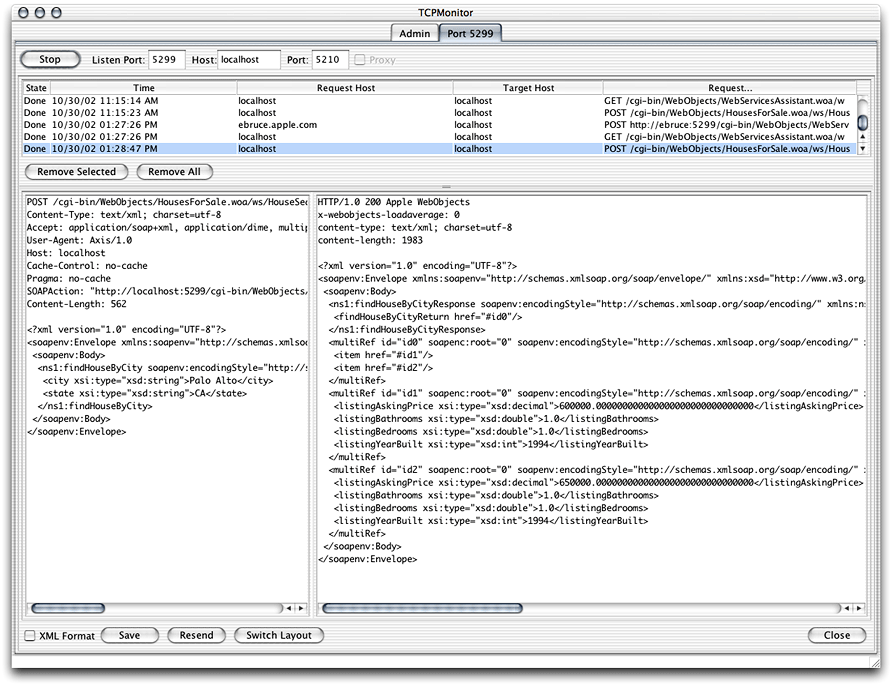 TCPMonitor
Admin Port 5299
Stop Listen Port: 5299 Host: localhost Port: 5210 Proxy
State Time Request Host Target Host Request...
Done 10/30/02 11:15:14 AM localhost localhost GET /cgi-bin/WebObjects/WebServicesAssistant.woa/w
Done 10/30/02 11:15:23 AM localhost localhost POST /cgi-bin/WebObjects/HousesForSale.woa/ws/Hous
Done 10/30/02 01:27:26 PM ebruce.apple.com localhost POST http://ebruce:5299/cgi-bin/WebObjects/WebServ
Done 10/30/02 01:27:26 PM localhost localhost GET /cgi-bin/WebObjects/WebServicesAssistant.woa/w
Done 10/30/02 01:28:47 PM localhost localhost POST /cgi-bin/WebObjects/HousesForSale.woa/ws/Hous
Remove Selected Remove All
POST /cgi-bin/WebObjects/HousesForSale.woa/ws/HouseSec
Content-Type: text/xml; charset=utf-8
Accept: application/soap+xml, application/dime, multip
User-Agent: Axis/1.0
Host: localhost
Cache-Control: no-cache
Pragma: no-cache
SOAPAction: "http://localhost:5299/cgi-bin/WebObjects/
Content-Length: 562
<?xml version="1.0" encoding="UTF-8"?>
<soapenv:Envelope xmlns:soapenv="http://schemas.xmlsoa
<soapenv:Body>
<ns1:findHouseByCity soapenv:encodingStyle="http://s
<city xsi:type="xsd:string">Palo Alto</city>
<state xsi:type="xsd:string">CA</state>
</ns1:findHouseByCity>
</soapenv:Body>
</soapenv:Envelope>
HTTP/1.0 200 Apple WebObjects
x-webobjects-loadaverage: 0
content-type: text/xml; charset=utf-8
content-length: 1983
<?xml version="1.0" encoding="UTF-8"?>
<soapenv:Envelope xmlns:soapenv="http://schemas.xmlsoap.org/soap/envelope/" xmlns:xsd="http://www.w3.org
<soapenv:Body>
<ns1:findHouseByCityResponse soapenv:encodingStyle="http://schemas.xmlsoap.org/soap/encoding/" xmlns:n
<findHouseByCityReturn href="#id0"/>
</ns1:findHouseByCityResponse>
<multiRef id="id0" soapenc:root="0" soapenv:encodingStyle="http://schemas.xmlsoap.org/soap/encoding/"
<item href="#id1"/>
<item href="#id2"/>
</multiRef>
<multiRef id="id1" soapenc:root="0" soapenv:encodingStyle="http://schemas.xmlsoap.org/soap/encoding/"
<listingAskingPrice xsi:type="xsd:decimal">600000.0000000000000000000000000000</listingAskingPrice>
<listingBathrooms xsi:type="xsd:double">1.0</listingBathrooms>
<listingBedrooms xsi:type="xsd:double">1.0</listingBedrooms>
<listingYearBuilt xsi:type="xsd:int">1994</listingYearBuilt>
</multiRef>
<multiRef id="id2" soapenc:root="0" soapenv:encodingStyle="http://schemas.xmlsoap.org/soap/encoding/"
<listingAskingPrice xsi:type="xsd:decimal">650000.0000000000000000000000000000</listingAskingPrice>
<listingBathrooms xsi:type="xsd:double">1.0</listingBathrooms>
<listingBedrooms xsi:type="xsd:double">1.0</listingBedrooms>
<listingYearBuilt xsi:type="xsd:int">1994</listingYearBuilt>
</multiRef>
</soapenv:Body>
</soapenv:Envelope>
XML Format Save Resend Switch Layout Close